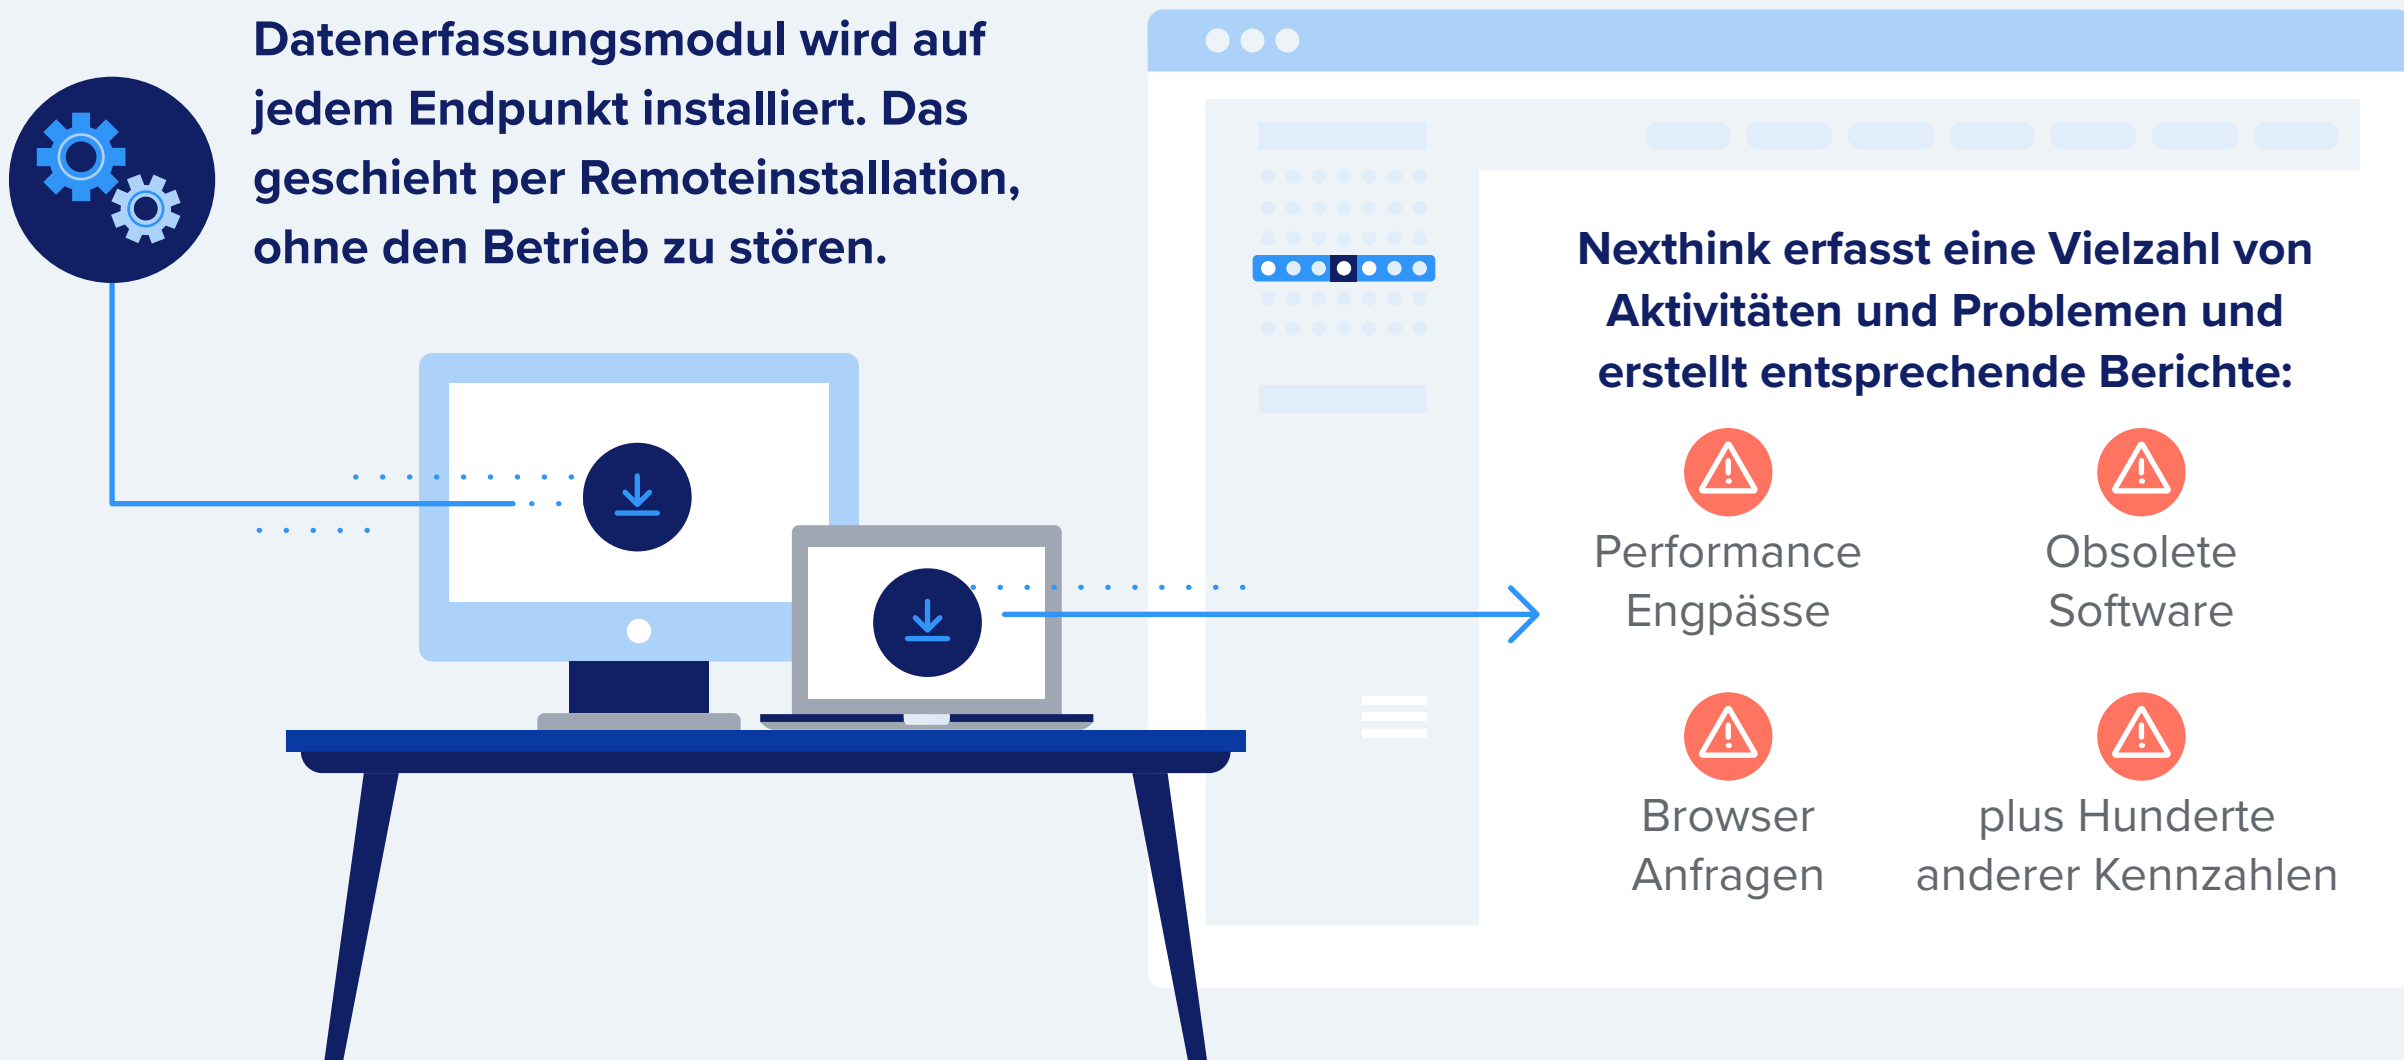 Datenerfassungsmodul wird auf
jedem Endpunkt installiert. Das
geschieht per Remoteinstallation,
ohne den Betrieb zu stören.
Nexthink erfasst eine Vielzahl von
Aktivitäten und Problemen und
erstellt entsprechende Berichte:
Performance
Engpässe
Obsolete
Software
Browser
Anfragen
plus Hunderte
anderer Kennzahlen